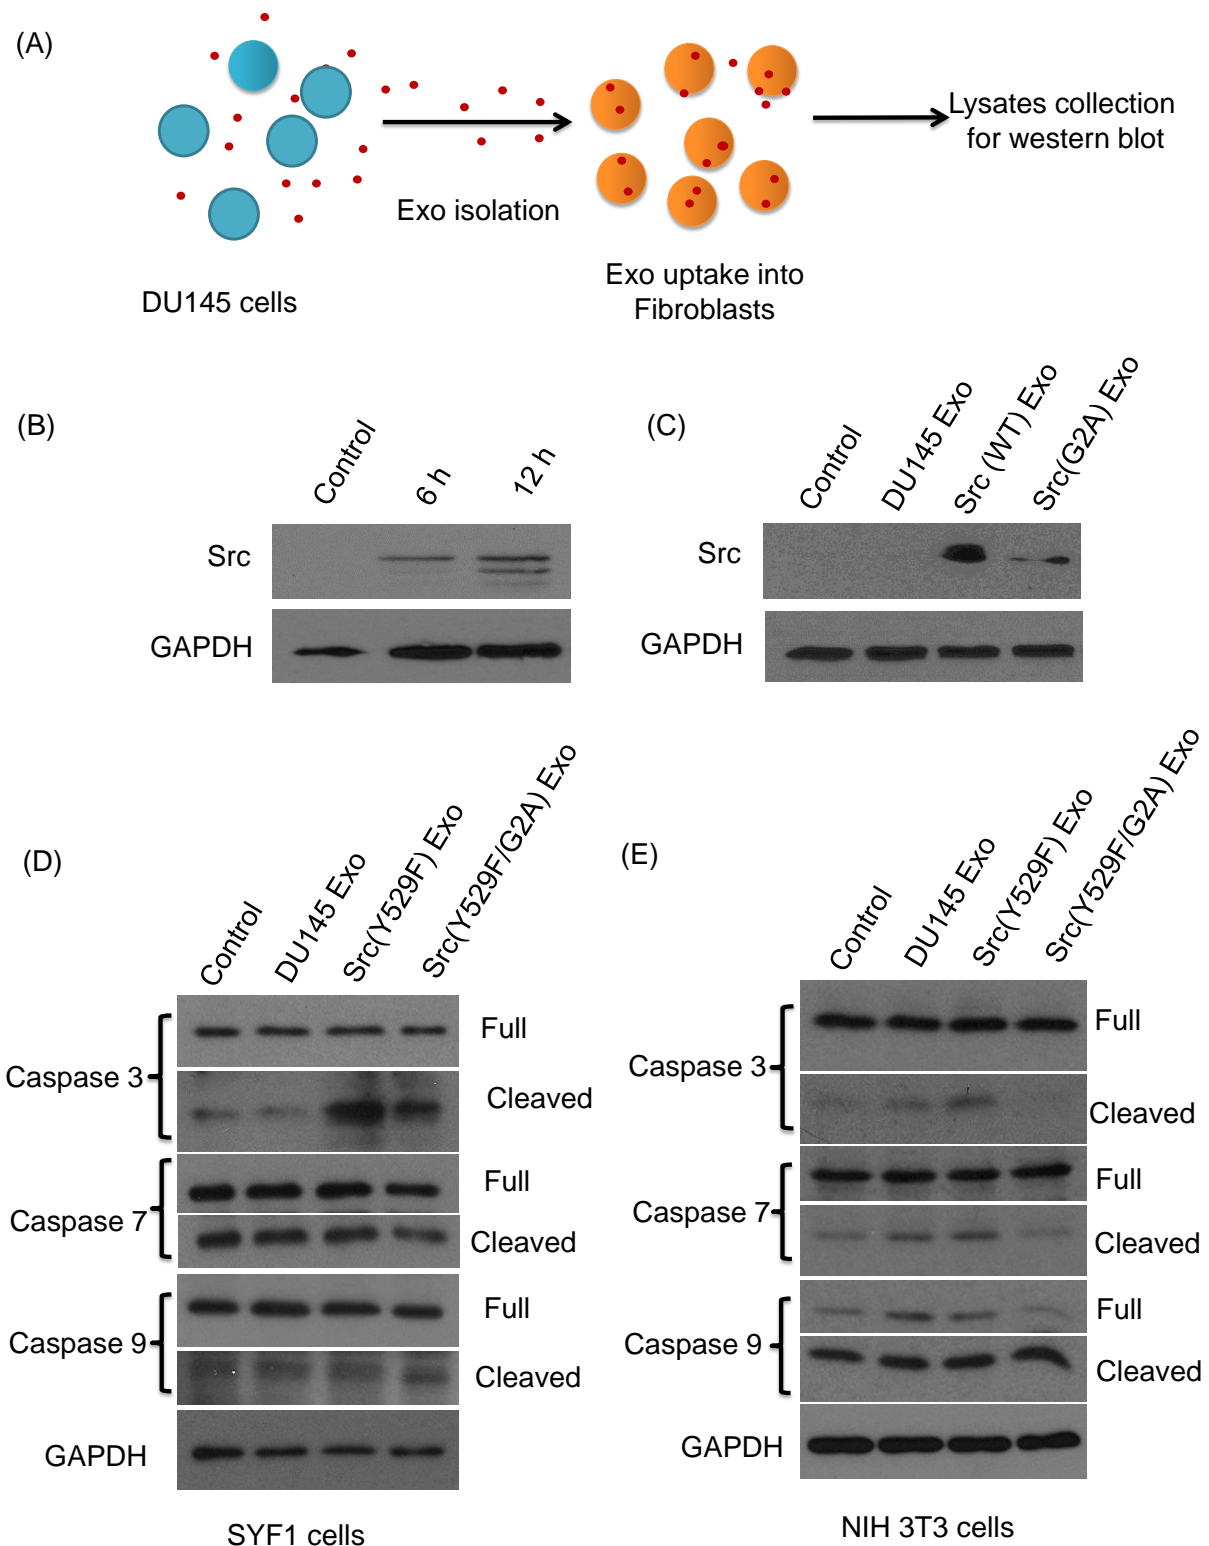 (A)
Lysates collection
for western blot
Exo isolation
DU145 cells
Exo uptake into
Fibroblasts
(B)
Control
6 h
12 h
Src
GAPDH
(C)
Control
DU145 Exo
Src (WT) Exo
Src(G2A) Exo
Src
GAPDH
(D)
Control
DU145 Exo
Src(Y529F) Exo
Src(Y529F/G2A) Exo
Caspase 3
Full
Cleaved
Caspase 7
Full
Cleaved
Caspase 9
Full
Cleaved
GAPDH
SYF1 cells
(E)
Control
DU145 Exo
Src(Y529F) Exo
Src(Y529F/G2A) Exo
Caspase 3
Full
Cleaved
Caspase 7
Full
Cleaved
Caspase 9
Full
Cleaved
GAPDH
NIH 3T3 cells